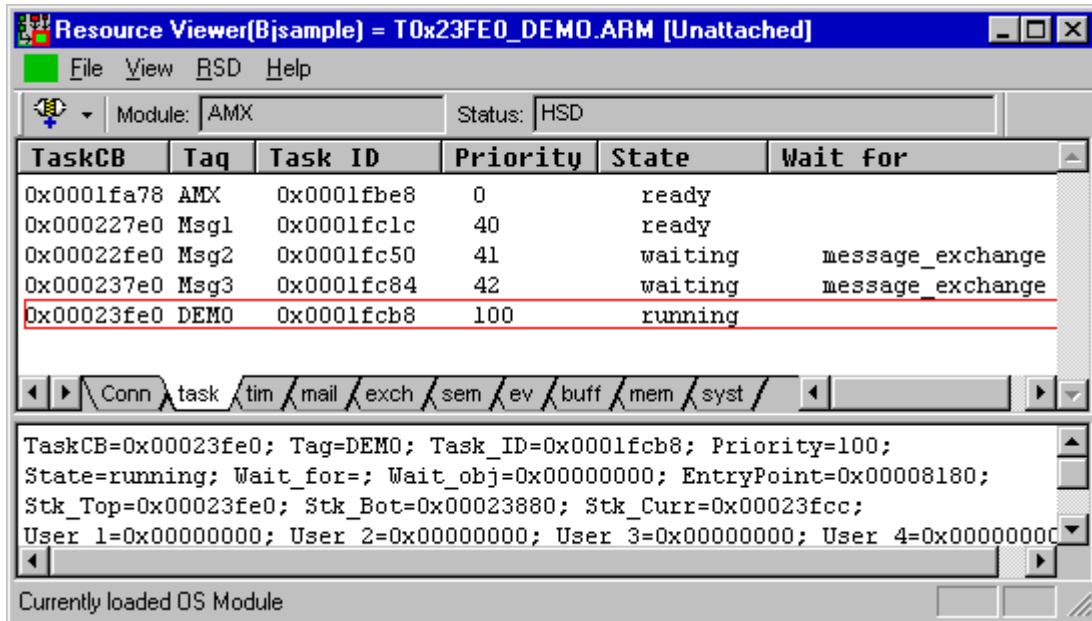 Resource Viewer(Bjsample) = T0x23FE0_DEMO.ARM [Unattached]
File View RSD Help
Module: AMX Status: HSD
TaskCB Tag Task ID Priority State Wait for
0x0001fa78 AMX 0x0001fbe8 0 ready
0x000227e0 Msg1 0x0001fc1c 40 ready
0x00022fe0 Msg2 0x0001fc50 41 waiting message_exchange
0x000237e0 Msg3 0x0001fc84 42 waiting message_exchange
0x00023fe0 DEMO 0x0001fcb8 100 running
Conn task tim mail exch sem ev buff mem syst
TaskCB=0x00023fe0; Tag=DEMO; Task_ID=0x0001fcb8; Priority=100;
State=running; Wait_for=; Wait_obj=0x00000000; EntryPoint=0x00008180;
Stk_Top=0x00023fe0; Stk_Bot=0x00023880; Stk_Curr=0x00023fcc;
User_1=0x00000000; User_2=0x00000000; User_3=0x00000000; User_4=0x00000000
Currently loaded OS Module